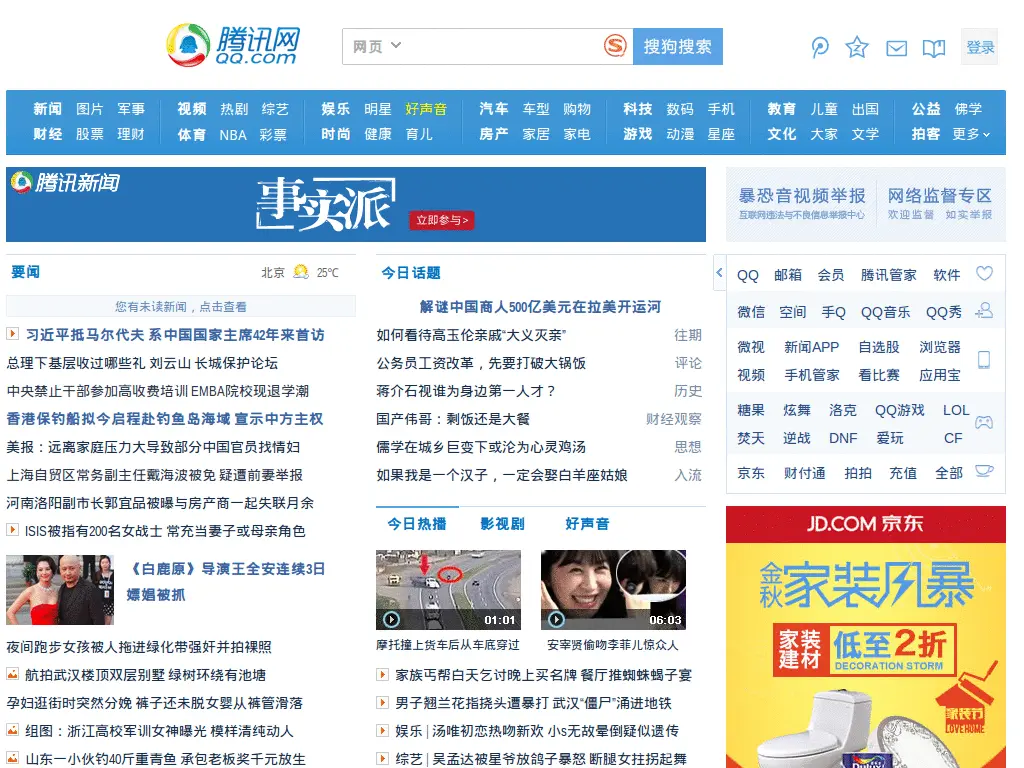 腾讯网
QQ.com
网页
搜狗搜索
登录
新闻 图片 军事 视频 热剧 综艺 娱乐 明星 好声音 汽车 车型 购物 科技 数码 手机 教育 儿童 出国 公益 佛学
财经 股票 理财 体育 NBA 彩票 时尚 健康 育儿 房产 家居 家电 游戏 动漫 星座 文化 大家 文学 拍客 更多
腾讯新闻
事实派
立即参与>
暴恐音视频举报
互联网违法与不良信息举报中心
网络监督专区
欢迎监督 如实举报
要闻
北京 25℃
您有未读新闻，点击查看
习近平抵马尔代夫 系中国国家主席42年来首访
总理下基层收过哪些礼 刘云山 长城保护论坛
中央禁止干部参加高收费培训 EMBA院校现退学潮
香港保钓船拟今启程赴钓鱼岛海域 宣示中方主权
美报：远离家庭压力大导致部分中国官员找情妇
上海自贸区常务副主任戴海波被免 疑遭前妻举报
河南洛阳副市长郭宜品被曝与房产商一起失联月余
ISIS被指有200名女战士 常充当妻子或母亲角色
《白鹿原》导演王全安连续3日
嫖娼被抓
夜间跑步女孩被人拖进绿化带强奸并拍裸照
航拍武汉楼顶双层别墅 绿树环绕有池塘
孕妇逛街时突然分娩 裤子还未脱女婴从裤管滑落
组图：浙江高校军训女神曝光 模样清纯动人
山东一小伙钓40斤重青鱼 承包老板奖千元放生
今日话题
解谜中国商人500亿美元在拉美开运河
如何看待高玉伦亲戚“大义灭亲” 往期
公务员工资改革，先要打破大锅饭 评论
蒋介石视谁为身边第一人才？ 历史
国产伟哥：剩饭还是大餐 财经观察
儒学在城乡巨变下或沦为心灵鸡汤 思想
如果我是一个汉子，一定会娶白羊座姑娘 入流
今日热播 影视剧 好声音
01:01
06:03
摩托撞上货车后从车底穿过
安宰贤偷吻李菲儿惊众人
家族丐帮白天乞讨晚上买名牌 餐厅推蜘蛛蝎子宴
男子翘兰花指挠头遭暴打 武汉“僵尸”涌进地铁
娱乐 | 汤唯初恋热吻新欢 小s无故晕倒疑似遗传
综艺 | 吴孟达被星爷放鸽子暴怒 断腿女拄拐起舞
QQ 邮箱 会员 腾讯管家 软件
微信 空间 手Q QQ音乐 QQ秀
微视 新闻APP 自选股 浏览器
视频 手机管家 看比赛 应用宝
糖果 炫舞 洛克 QQ游戏 LOL
焚天 逆战 DNF 爱玩 CF
京东 财付通 拍拍 充值 全部
JD.COM 京东
金秋
家装风暴
家装
建材
低至2折
DECORATION STORM
家装节
LOVEHOME
Dulux